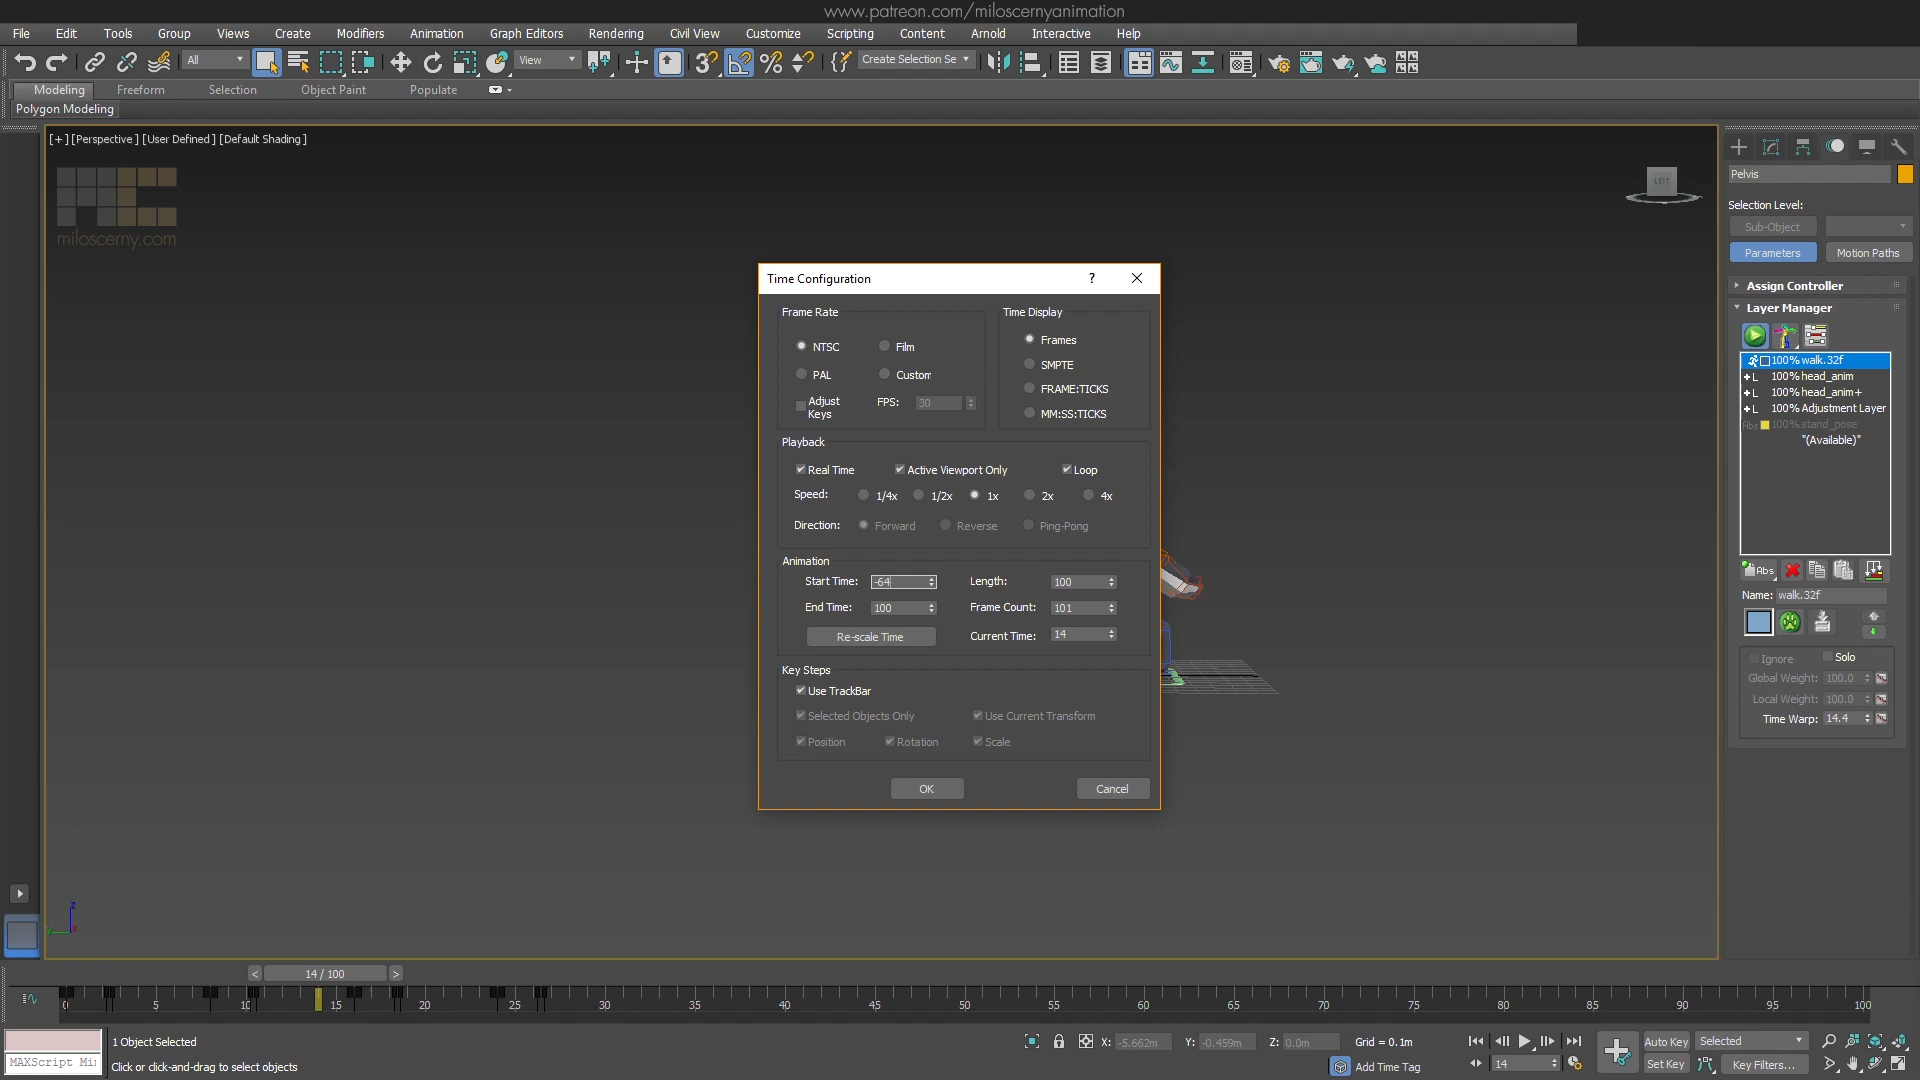 www.patreon.com/miloscernyanimation
File Edit Tools Group Views Create Modifiers Animation Graph Editors Rendering Civil View Customize Scripting Content Arnold Interactive Help
All View Create Selection Se
Modeling Freeform Selection Object Paint Populate
Polygon Modeling
[+] [Perspective] [User Defined] [Default Shading]
miloscerny.com
LEFT
Time Configuration ?
Frame Rate
NTSC Film
PAL Custom
Adjust Keys FPS: 30
Time Display
Frames
SMPTE
FRAME:TICKS
MM:SS:TICKS
Playback
Real Time Active Viewport Only Loop
Speed: 1/4x 1/2x 1x 2x 4x
Direction: Forward Reverse Ping-Pong
Animation
Start Time: -64 Length: 100
End Time: 100 Frame Count: 101
Re-scale Time Current Time: 14
Key Steps
Use TrackBar
Selected Objects Only Use Current Transform
Position Rotation Scale
OK Cancel
Pelvis
Selection Level:
Sub-Object
Parameters Motion Paths
Assign Controller
Layer Manager
100% walk.32f
+L 100% head_anim
+L 100% head_anim+
+L 100% Adjustment Layer
Abs 100% stand_pose
"(Available)"
Abs
Name: walk.32f
Ignore Solo
Global Weight: 100.0
Local Weight: 100.0
Time Warp: 14.4
z
y x
< 14 / 100 >
0 5 10 15 20 25 30 35 40 45 50 55 60 65 70 75 80 85 90 95 100
1 Object Selected
MAXScript Mi
Click or click-and-drag to select objects
X: -5.662m Y: -0.459m Z: 0.0m Grid = 0.1m
Add Time Tag
14
Auto Key Selected
Set Key Key Filters...